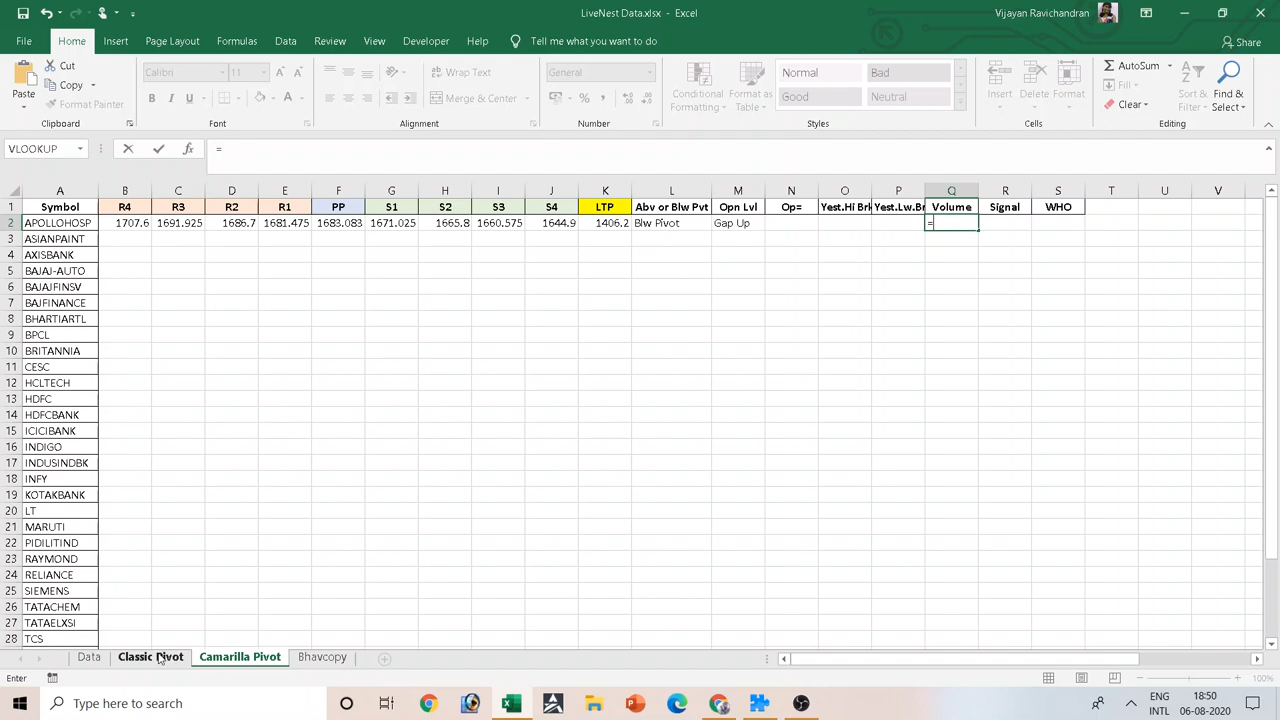 LiveNest Data.xlsx - Excel
Vijayan Ravichandran
File Home Insert Page Layout Formulas Data Review View Developer Help Tell me what you want to do Share
Paste Cut Copy Format Painter
Calibri 11
Wrap Text Merge & Center
General
Conditional Formatting Format as Table
Normal Bad Good Neutral
Insert Delete Format
AutoSum Fill Clear
Sort & Filter Find & Select
Clipboard Font Alignment Number Styles Cells Editing
VLOOKUP =
A B C D E F G H I J K L M N O P Q R S T U V
1 Symbol R4 R3 R2 R1 PP S1 S2 S3 S4 LTP Abv or Blw Pvt Opn Lvl Op= Yest.Hi Brk Yest.Lw.Br Volume Signal WHO
2 APOLLOHOSP 1707.6 1691.925 1686.7 1681.475 1683.083 1671.025 1665.8 1660.575 1644.9 1406.2 Blw Pivot Gap Up =
3 ASIANPAINT
4 AXISBANK
5 BAJAJ-AUTO
6 BAJAJFINSV
7 BAJFINANCE
8 BHARTIARTL
9 BPCL
10 BRITANNIA
11 CESC
12 HCLTECH
13 HDFC
14 HDFCBANK
15 ICICIBANK
16 INDIGO
17 INDUSINDBK
18 INFY
19 KOTAKBANK
20 LT
21 MARUTI
22 PIDILITIND
23 RAYMOND
24 RELIANCE
25 SIEMENS
26 TATACHEM
27 TATAELXSI
28 TCS
Data Classic Pivot Camarilla Pivot Bhavcopy
Enter 100%
Type here to search
ENG 18:50
INTL 06-08-2020